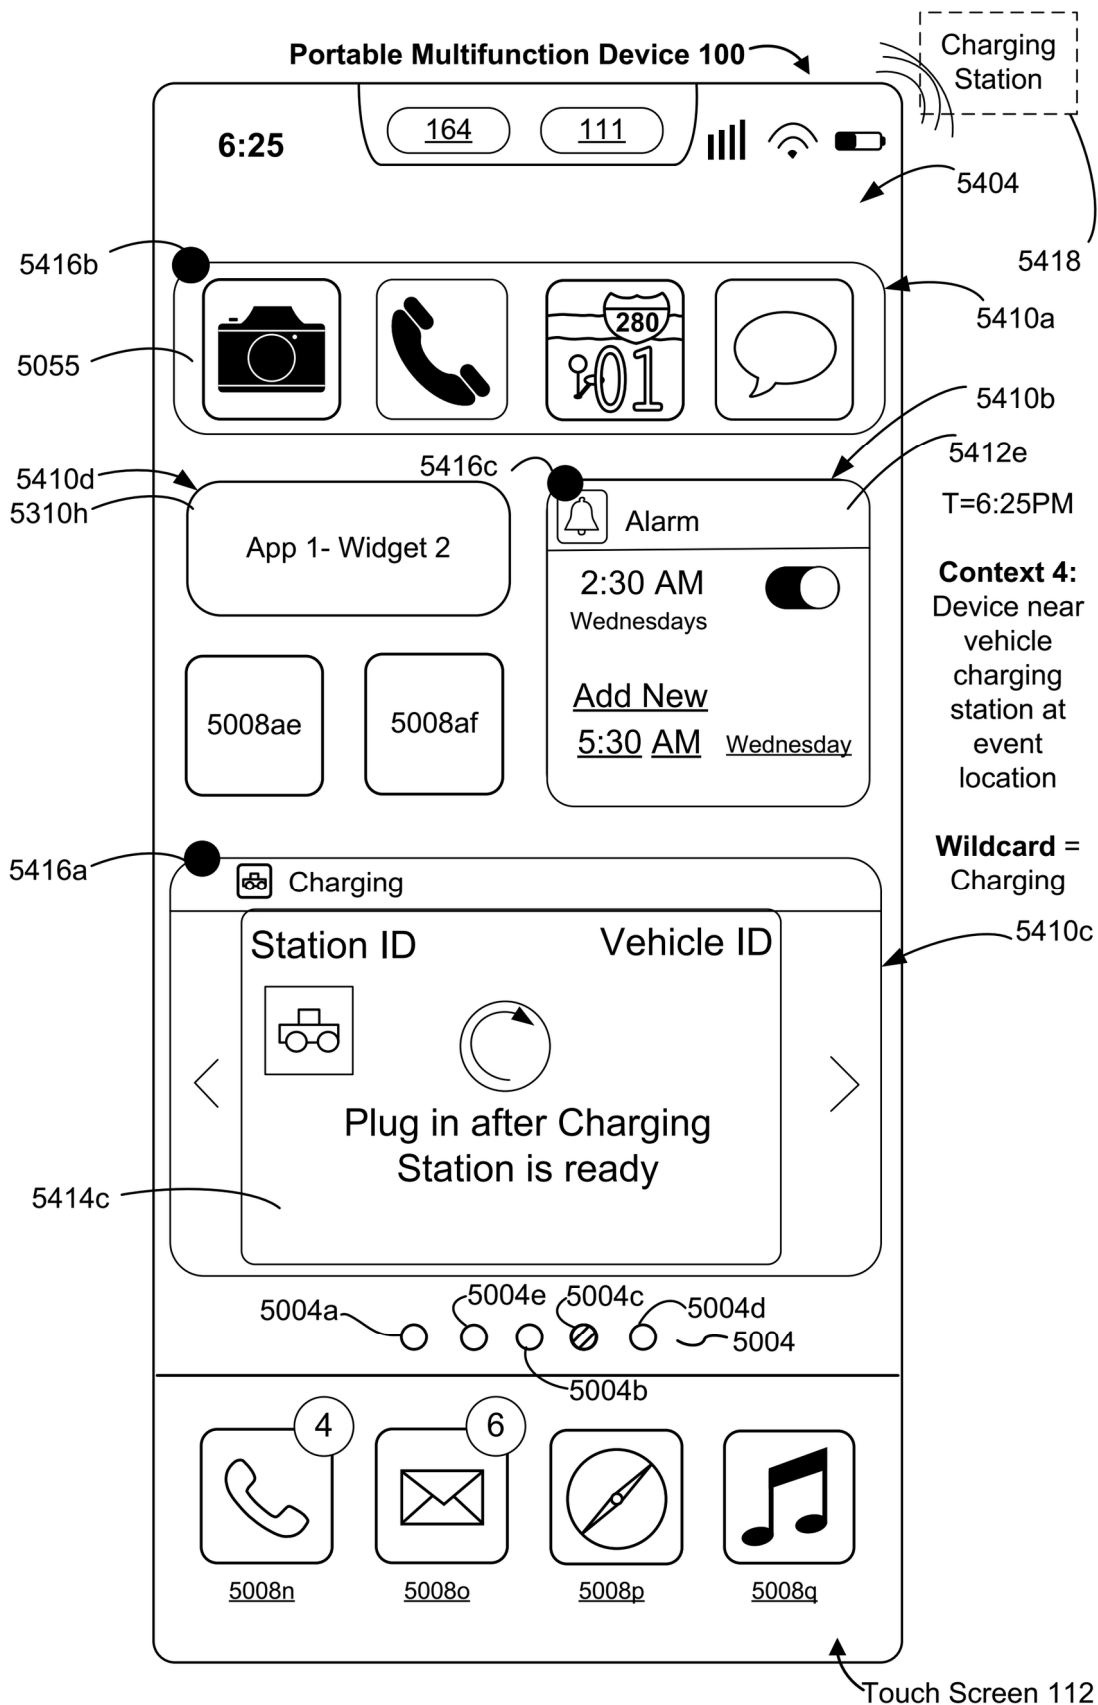 Portable Multifunction Device 100
Charging
Station
6:25
164
111
5404
5418
5416b
5410a
280
01
5055
5410b
5412e
5410d
5310h
5416c
T=6:25PM
App 1- Widget 2
Alarm
2:30 AM
Wednesdays
Add New
5:30 AM Wednesday
Context 4:
Device near
vehicle
charging
station at
event
location
5008ae
5008af
Wildcard =
Charging
5416a
Charging
5410c
Station ID
Vehicle ID
<
>
Plug in after Charging
Station is ready
5414c
5004a
5004e
5004c
5004d
5004
5004b
4
6
5008n
5008o
5008p
5008q
Touch Screen 112